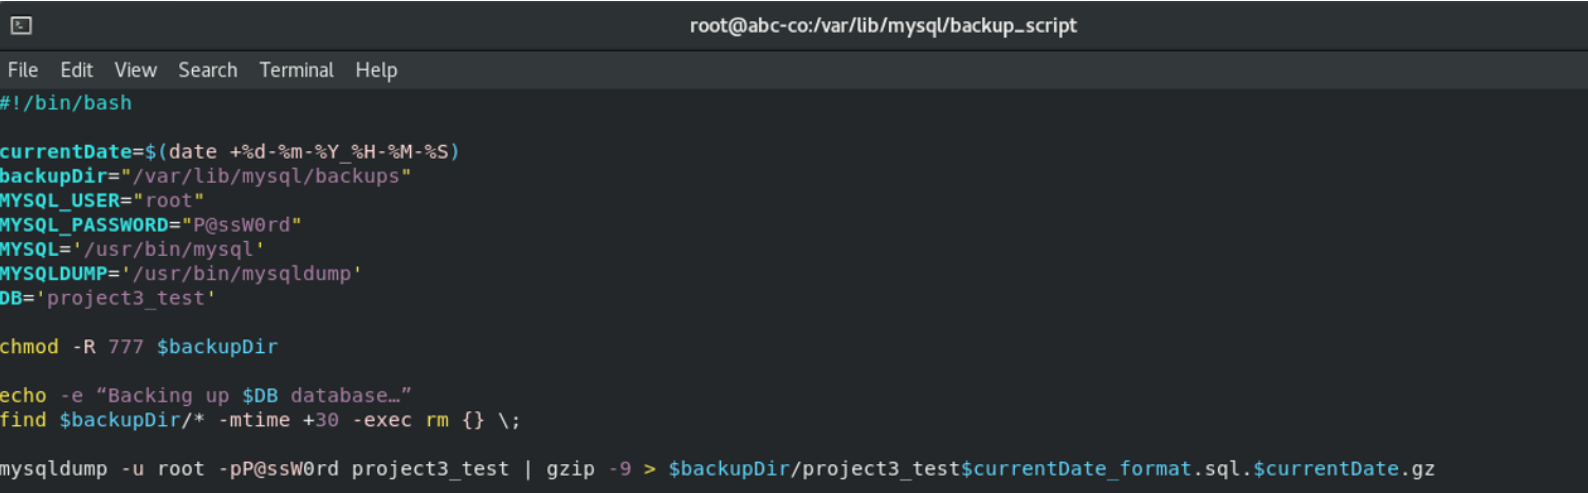 root@abc-co:/var/lib/mysql/backup_script
File Edit View Search Terminal Help
#!/bin/bash
currentDate=$(date +%d-%m-%Y_%H-%M-%S)
backupDir="/var/lib/mysql/backups"
MYSQL_USER="root"
MYSQL_PASSWORD="P@ssW0rd"
MYSQL='/usr/bin/mysql'
MYSQLDUMP='/usr/bin/mysqldump'
DB='project3_test'
chmod -R 777 $backupDir
echo -e “Backing up $DB database…”
find $backupDir/* -mtime +30 -exec rm {} \;
mysqldump -u root -pP@ssW0rd project3_test | gzip -9 > $backupDir/project3_test$currentDate_format.sql.$currentDate.gz